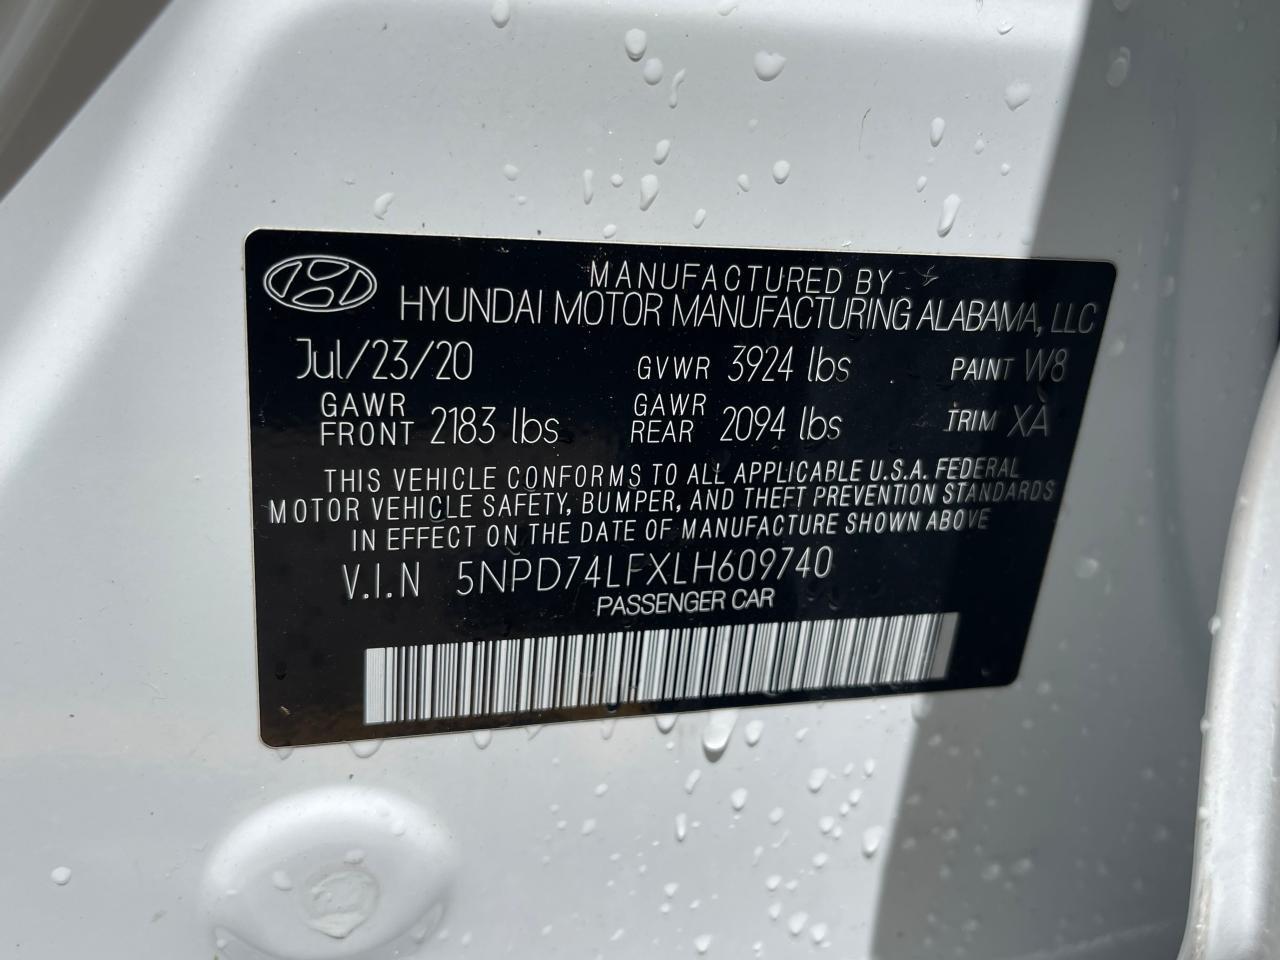 MANUFACTURED BY
HYUNDAI MOTOR MANUFACTURING ALABAMA, LLC
Jul/23/20 GVWR 3924 lbs PAINT W8
GAWR FRONT 2183 lbs GAWR REAR 2094 lbs TRIM XA
THIS VEHICLE CONFORMS TO ALL APPLICABLE U.S.A. FEDERAL
MOTOR VEHICLE SAFETY, BUMPER, AND THEFT PREVENTION STANDARDS
IN EFFECT ON THE DATE OF MANUFACTURE SHOWN ABOVE
V.I.N 5NPD74LFXLH609740
PASSENGER CAR